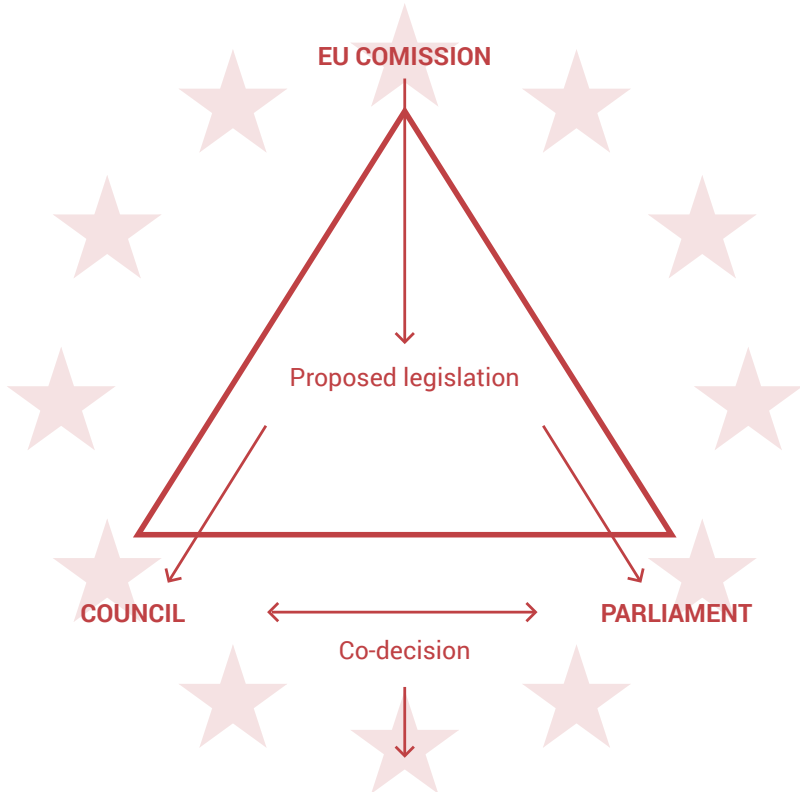 EU COMISSION
Proposed legislation
COUNCIL
PARLIAMENT
Co-decision